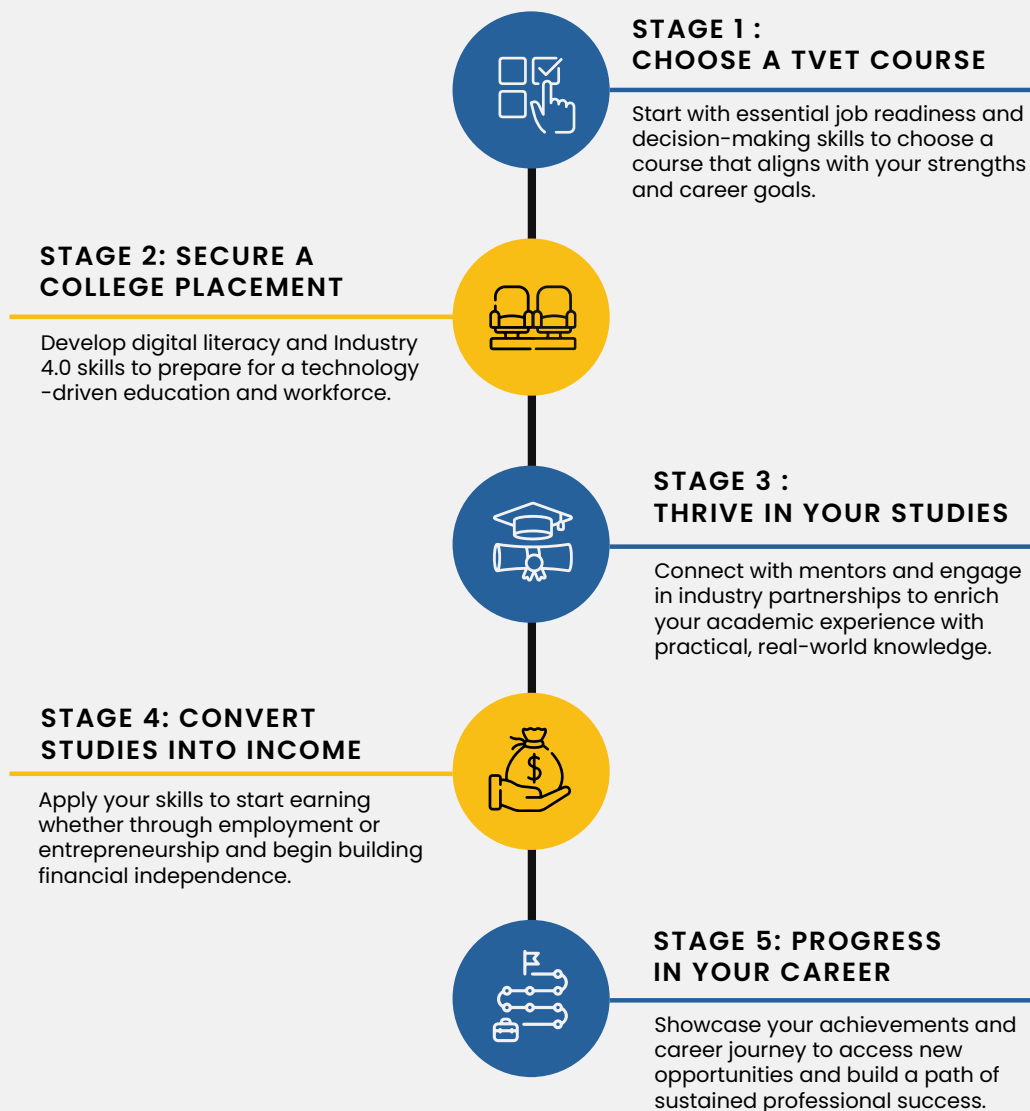 STAGE 1 :
CHOOSE A TVET COURSE
Start with essential job readiness and
decision-making skills to choose a
course that aligns with your strengths
and career goals.
STAGE 2: SECURE A
COLLEGE PLACEMENT
Develop digital literacy and Industry
4.0 skills to prepare for a technology
-driven education and workforce.
STAGE 3 :
THRIVE IN YOUR STUDIES
Connect with mentors and engage
in industry partnerships to enrich
your academic experience with
practical, real-world knowledge.
STAGE 4: CONVERT
STUDIES INTO INCOME
$
Apply your skills to start earning
whether through employment or
entrepreneurship and begin building
financial independence.
STAGE 5: PROGRESS
IN YOUR CAREER
Showcase your achievements and
career journey to access new
opportunities and build a path of
sustained professional success.